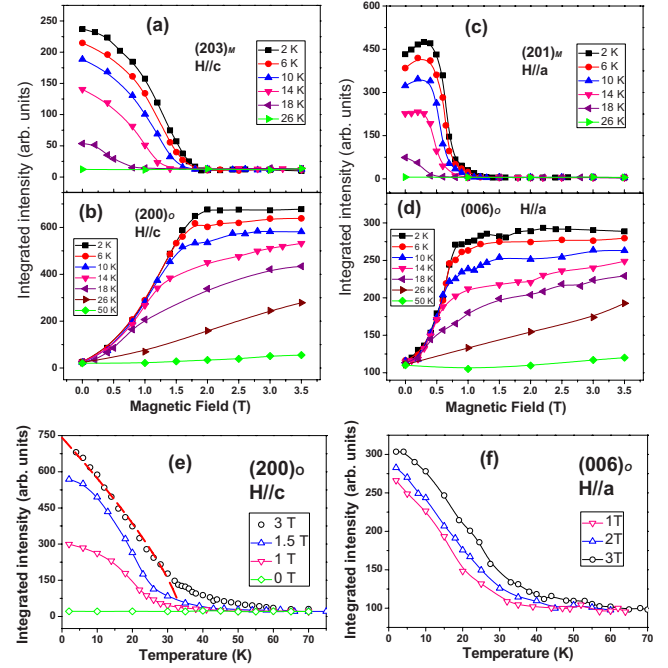 (a)
(203)M
H//c
2 K
6 K
10 K
14 K
18 K
26 K
250
200
150
100
50
0
(b)
(200)O
H//c
2 K
6 K
10 K
14K
18 K
26 K
50 K
600
400
200
0
0.0 0.5 1.0 1.5 2.0 2.5 3.0 3.5
Magnetic Field (T)
Integrated intensity (arb. units)
(c)
(201)M
H//a
2 K
6 K
10 K
14 K
18 K
26 K
450
300
150
0
(d)
(006)O H//a
2 K
6 K
10 K
14 K
18 K
26 K
50 K
300
250
200
150
100
0.0 0.5 1.0 1.5 2.0 2.5 3.0 3.5
Magnetic Field (T)
Integrated intensity (arb. units)
(e)
(200)O
H//c
3 T
1.5 T
1 T
0 T
750
600
450
300
150
0
0 10 20 30 40 50 60 70
Temperature (K)
Integrated intensity (arb. units)
(f)
(006)O
H//a
1T
2T
3T
300
250
200
150
100
0 10 20 30 40 50 60 70
Temperature (K)
Integrated intensity (arb. units)